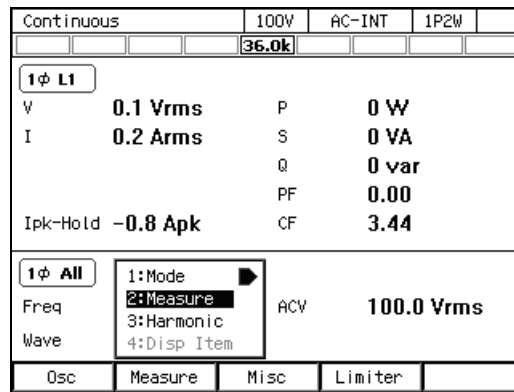 Continuous 100V AC-INT 1P2W
36.0k
1ϕ L1
V 0.1 Vrms P 0 W
I 0.2 Arms S 0 VA
Q 0 var
PF 0.00
Ipk-Hold -0.8 Apk CF 3.44
1ϕ All
1:Mode
2:Measure
3:Harmonic
4:Disp Item
Freq ACV 100.0 Vrms
Wave
Osc Measure Misc Limiter